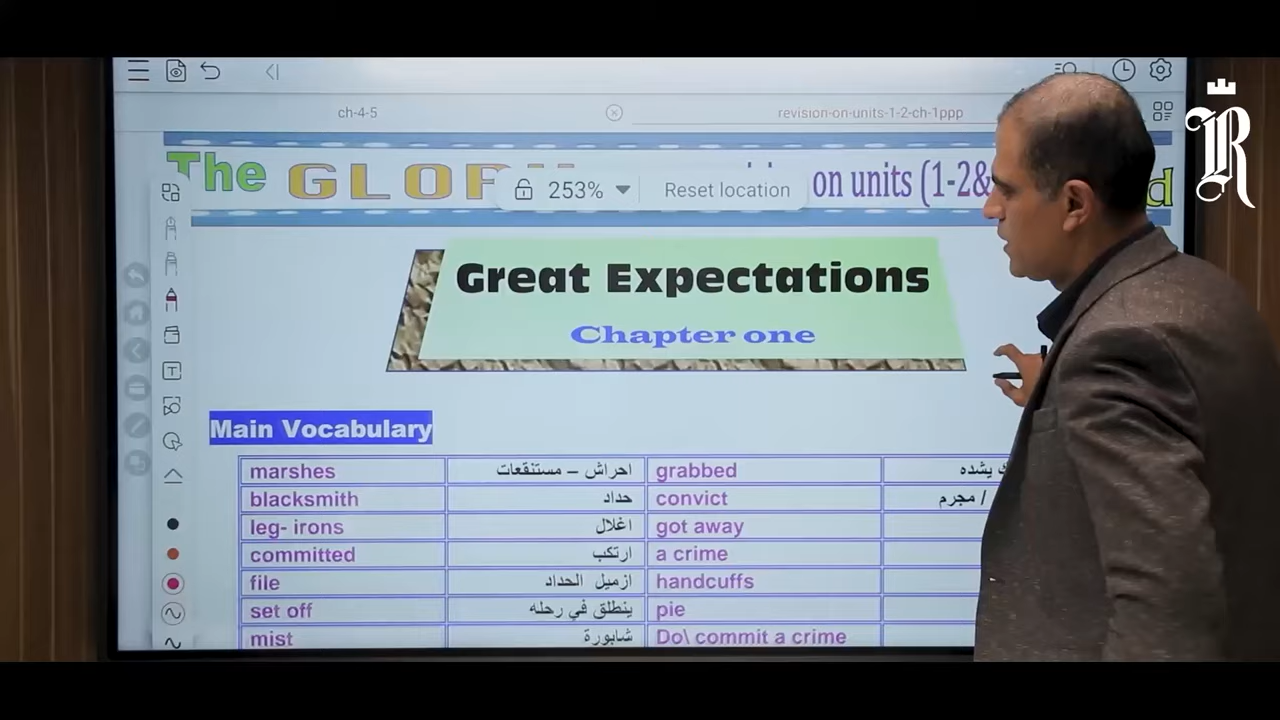 ch-4-5
revision-on-units-1-2-ch-1ppp
The GLO on units (1-2&
253%
Reset location
Great Expectations
Chapter one
Main Vocabulary
marshes احراش – مستنقعات grabbed يشده
blacksmith حداد convict / مجرم
leg- irons اغلال got away
committed ارتكب a crime
file ازميل الحداد handcuffs
set off ينطلق في رحله pie
mist شابورة Do\ commit a crime
R